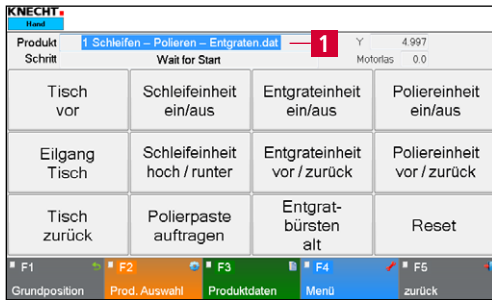 KNECHT
Hand
Produkt 1 Schleifen – Polieren – Entgraten.dat 1 Y 4.997
Schritt Wait for Start Motorlas 0.0
Tisch vor
Schleifeinheit ein/aus
Entgrateinheit ein/aus
Poliereinheit ein/aus
Eilgang Tisch
Schleifeinheit hoch / runter
Entgrateinheit vor / zurück
Poliereinheit vor / zurück
Tisch zurück
Polierpaste auftragen
Entgrat-
bürsten
alt
Reset
F1 F2 F3 F4 F5
Grundposition Prod. Auswahl Produktdaten Menü zurück